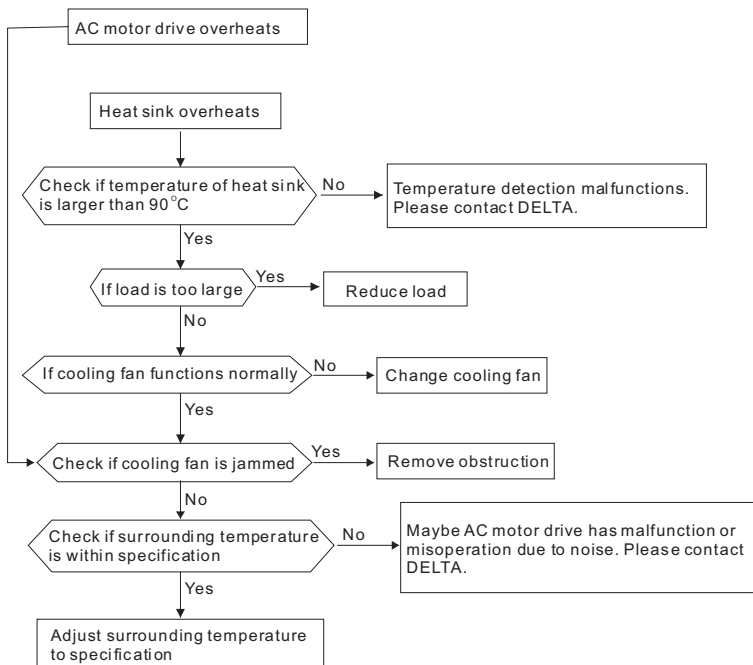 AC motor drive overheats
Heat sink overheats
Check if temperature of heat sink
is larger than 90°C
No
Temperature detection malfunctions.
Please contact DELTA.
Yes
If load is too large
Yes
Reduce load
No
If cooling fan functions normally
No
Change cooling fan
Yes
Check if cooling fan is jammed
Yes
Remove obstruction
No
Check if surrounding temperature
is within specification
No
Maybe AC motor drive has malfunction or
misoperation due to noise. Please contact
DELTA.
Yes
Adjust surrounding temperature
to specification